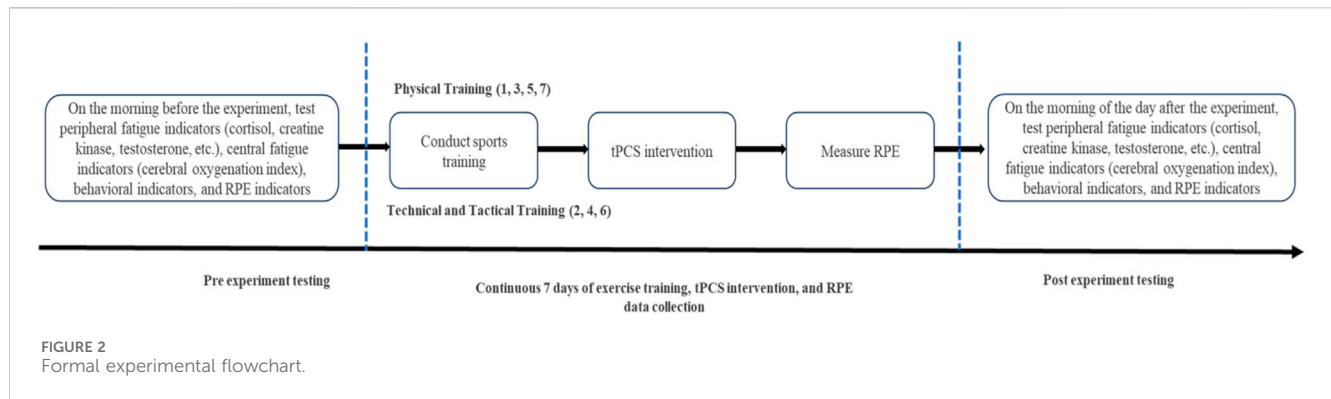 On the morning before the experiment, test
peripheral fatigue indicators (cortisol, creatine
kinase, testosterone, etc.), central fatigue
indicators (cerebral oxygenation index),
behavioral indicators, and RPE indicators
Physical Training (1, 3, 5, 7)
Conduct sports
training
Technical and Tactical Training (2, 4, 6)
tPCS intervention
Measure RPE
On the morning of the day after the experiment,
test peripheral fatigue indicators (cortisol,
creatine kinase, testosterone, etc.), central
fatigue indicators (cerebral oxygenation index),
behavioral indicators, and RPE indicators
Pre experiment testing
Continuous 7 days of exercise training, tPCS intervention, and RPE
data collection
Post experiment testing
FIGURE 2
Formal experimental flowchart.